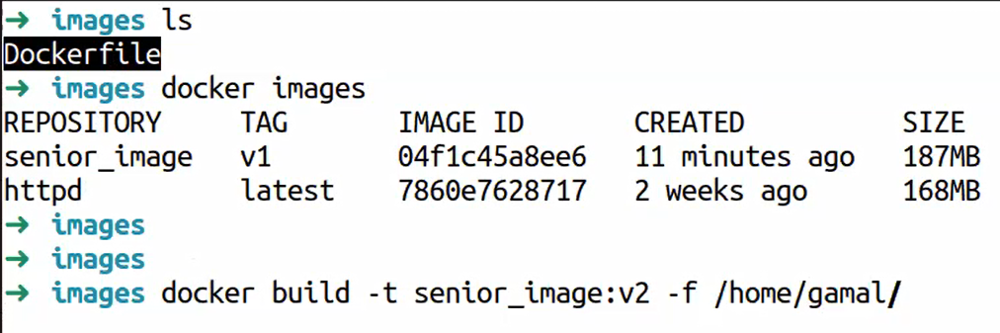 ➜ images ls
Dockerfile
➜ images docker images
REPOSITORY TAG IMAGE ID CREATED SIZE
senior_image v1 04f1c45a8ee6 11 minutes ago 187MB
httpd latest 7860e7628717 2 weeks ago 168MB
➜ images
➜ images
➜ images docker build -t senior_image:v2 -f /home/gamal/